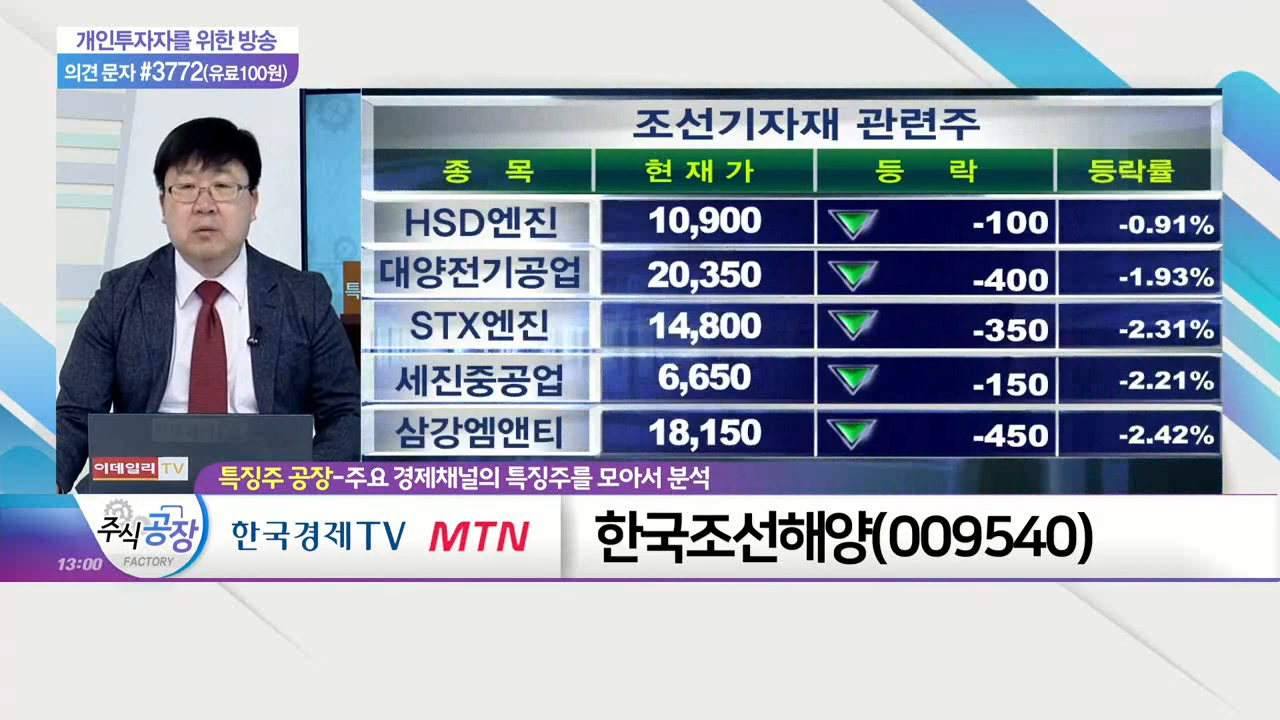 개인투자자를 위한 방송
의견 문자 #3772(유료100원)
조선기자재 관련주
종 목 현 재 가 등 락 등락률
HSD엔진 10,900 -100 -0.91%
대양전기공업 20,350 -400 -1.93%
STX엔진 14,800 -350 -2.31%
세진중공업 6,650 -150 -2.21%
삼강엠앤티 18,150 -450 -2.42%
특
이데일리 TV
특징주 공장-주요 경제채널의 특징주를 모아서 분석
주식공장
FACTORY
13:00
한국경제TV MTN
한국조선해양(009540)